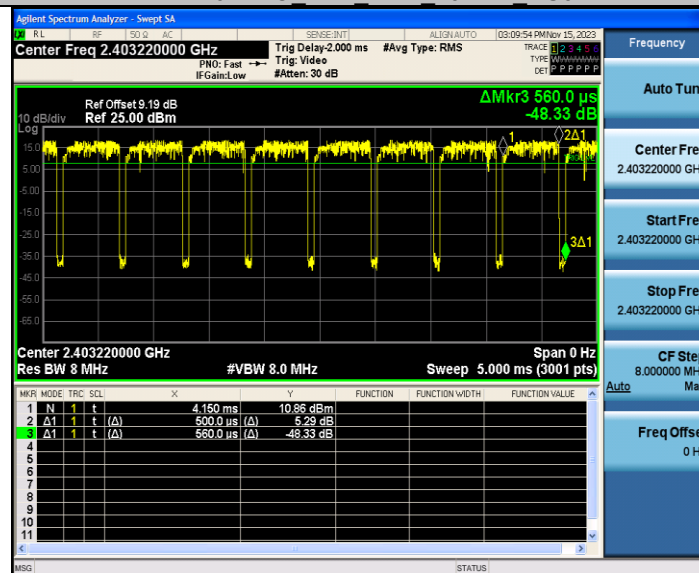 Agilent Spectrum Analyzer - Swept SA
RL RF 50 Ω AC SENSE:INT ALIGN AUTO 03:09:54 PM Nov 15, 2023
Center Freq 2.403220000 GHz
PNO: Fast
IFGain:Low
Trig Delay-2.000 ms
Trig: Video
#Atten: 30 dB
#Avg Type: RMS
TRACE 1 2 3 4 5 6
TYPE
DET P P P P P P
Frequency
Auto Tun
Center Fre
2.403220000 GH
Start Fre
2.403220000 GH
Stop Fre
2.403220000 GH
CF Ste
8.000000 MH
Auto Ma
Freq Offse
0 H
Ref Offset 9.19 dB
10 dB/div Ref 25.00 dBm
Log
ΔMkr3 560.0 µs
-48.33 dB
15.0
5.00
-5.00
-15.0
-25.0
-35.0
-45.0
-55.0
-65.0
1
2Δ1
3Δ1
Center 2.403220000 GHz Span 0 Hz
Res BW 8 MHz #VBW 8.0 MHz Sweep 5.000 ms (3001 pts)
MKR MODE TRC SCL X Y FUNCTION FUNCTION WIDTH FUNCTION VALUE
1 N 1 t 4.150 ms 10.86 dBm
2 Δ1 1 t (Δ) 500.0 µs (Δ) 5.29 dB
3 Δ1 1 t (Δ) 560.0 µs (Δ) -48.33 dB
4
5
6
7
8
9
10
11
MSG STATUS